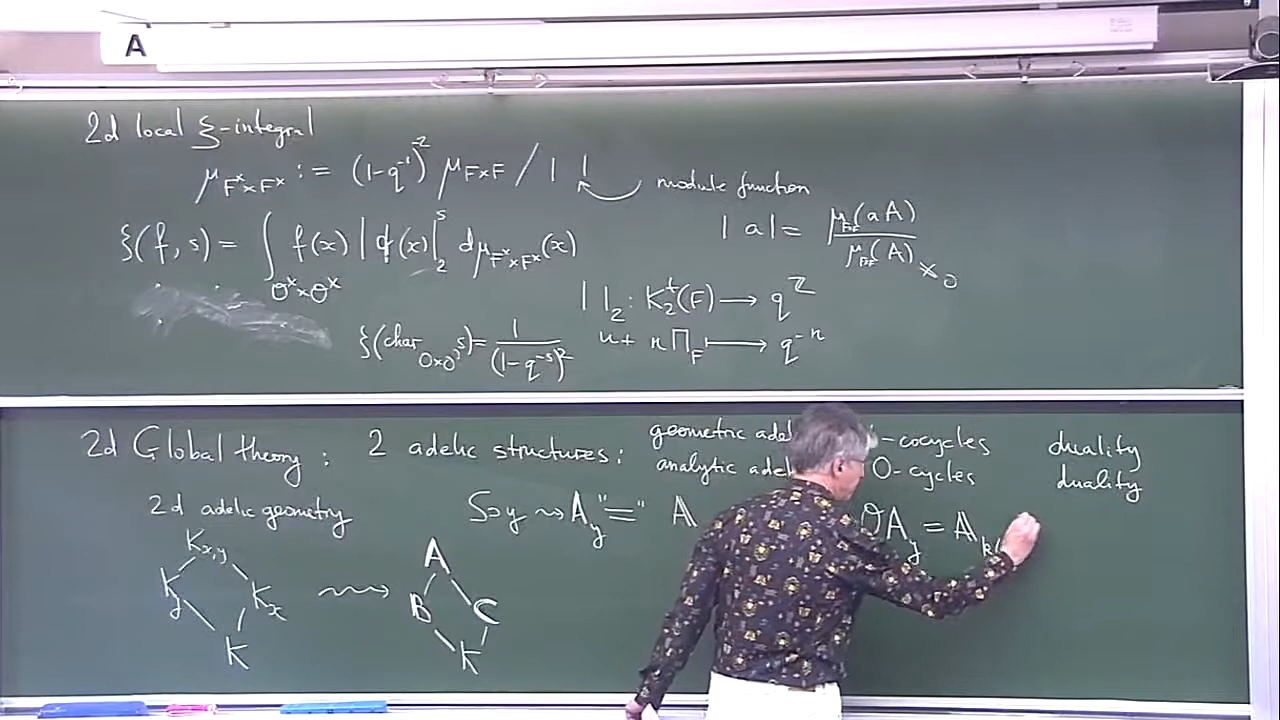 A
2d local ξ-integral
μ_{F^××F^×} := (1-q^{-1})^{-2} μ_{F×F} / | |
module function
ξ(f, s) = ∫_{O^××O^×} f(x) |ϕ(x)|_2^s dμ_{F^××F^×}(x)
|a| = μ_{F×F}(aA) / μ_{F×F}(A)
| |_2 : K_2^t(F) ⟶ q^ℤ
ξ(char_{O×O}, s) = 1/(1-q^{-s})^2
u + nΠ_F ⟼ q^{-n}
2d Global theory : 2 adelic structures :
geometric adel -cocycles duality
analytic adel 0-cycles duality
2d adelic geometry
S⊃y ⇝ A_y "=" 𝔸
OA_y = 𝔸_{k(
K_{x,y}
K_y K_x
K
⇝
A
B C
K